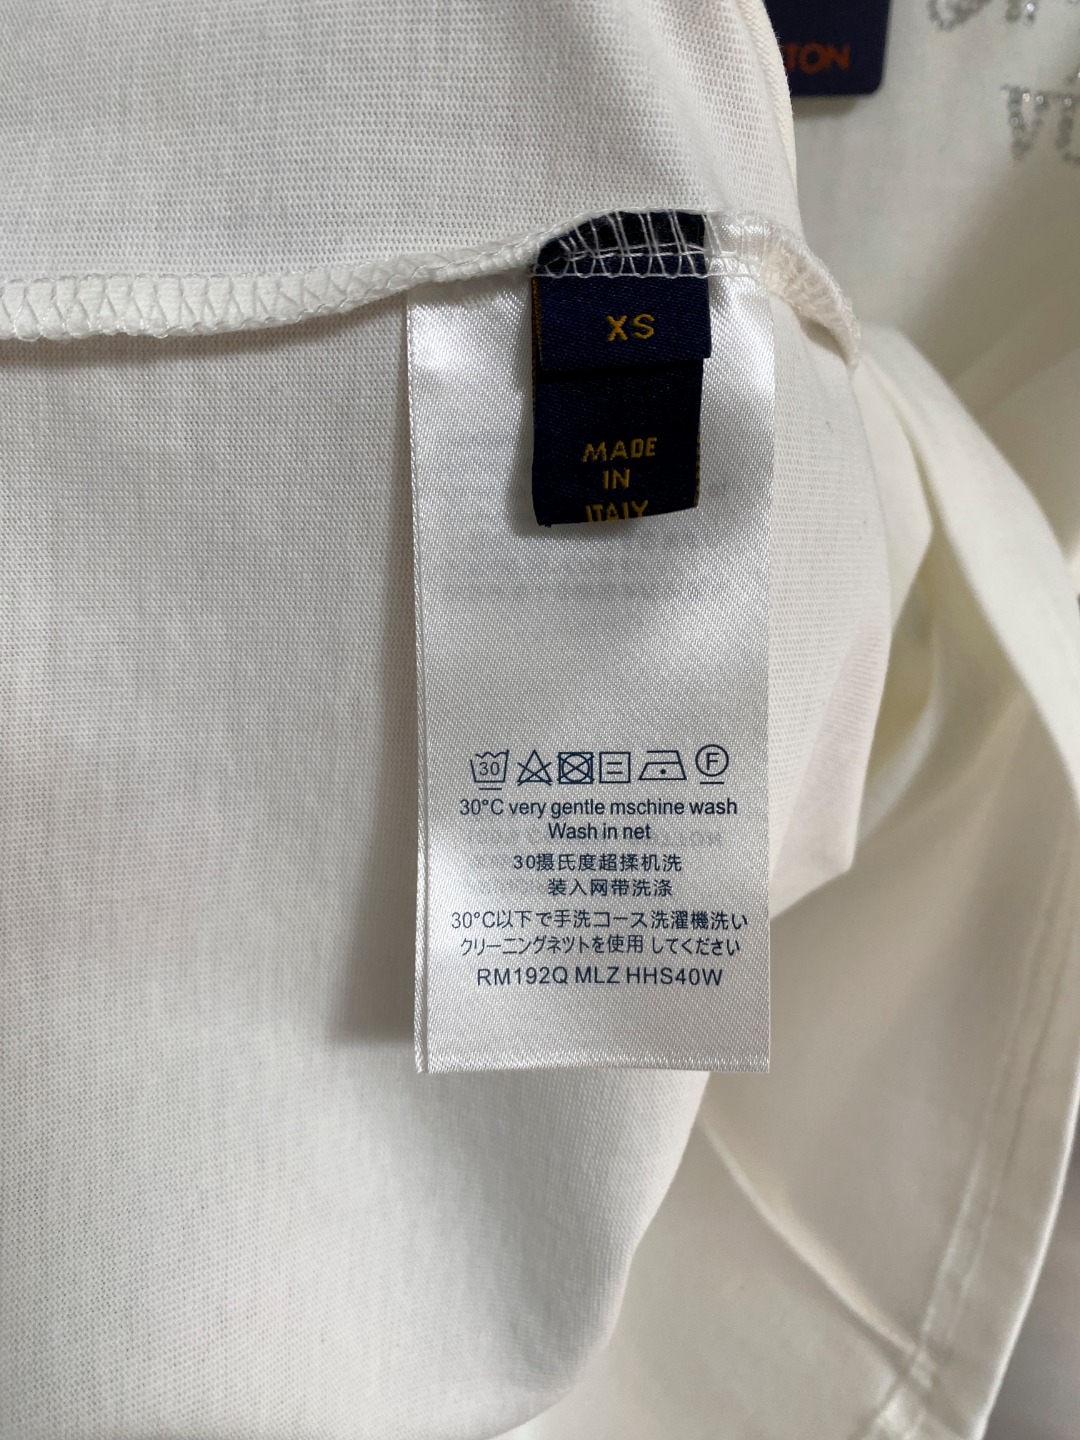 TON
XS
MADE
IN
ITALY
30
F
30°C very gentle mschine wash
Wash in net
30摄氏度超揉机洗
装入网带洗涤
30°C以下で手洗コース洗濯機洗い
クリーニングネツトを使用してください
RM192Q MLZ HHS40W